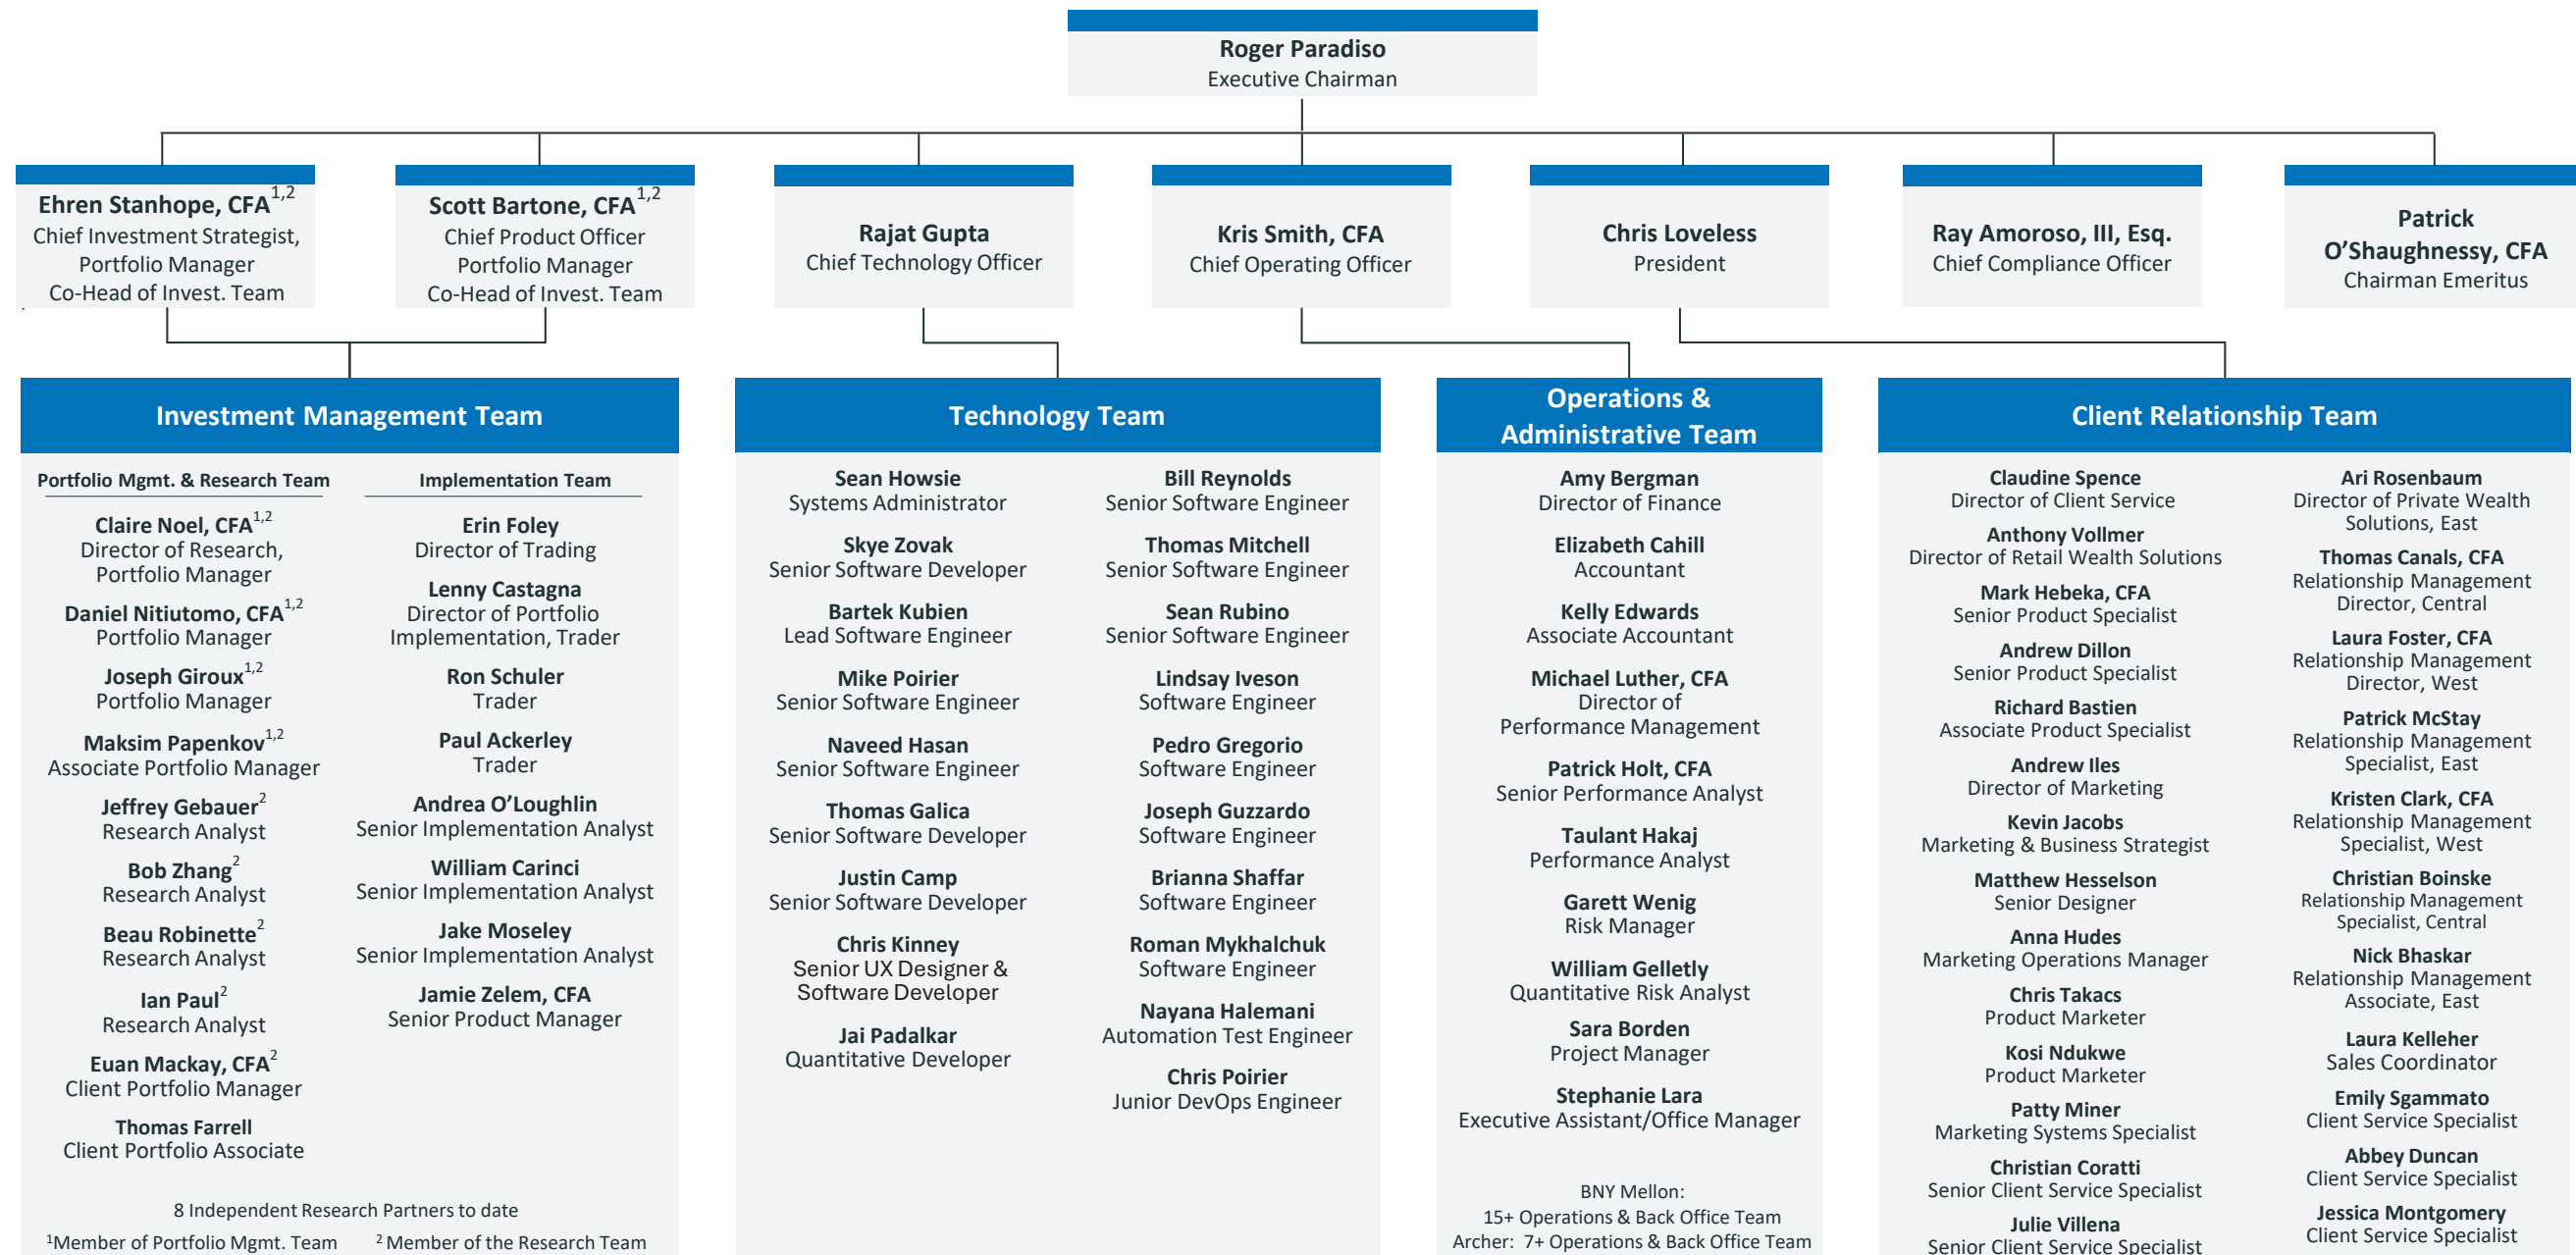 Roger Paradiso
Executive Chairman
Ehren Stanhope, CFA1,2
Chief Investment Strategist,
Portfolio Manager
Co-Head of Invest. Team
Scott Bartone, CFA1,2
Chief Product Officer
Portfolio Manager
Co-Head of Invest. Team
Rajat Gupta
Chief Technology Officer
Kris Smith, CFA
Chief Operating Officer
Chris Loveless
President
Ray Amoroso, III, Esq.
Chief Compliance Officer
Patrick
O’Shaughnessy, CFA
Chairman Emeritus
Investment Management Team
Portfolio Mgmt. & Research Team
Claire Noel, CFA1,2
Director of Research,
Portfolio Manager
Daniel Nitiutomo, CFA1,2
Portfolio Manager
Joseph Giroux1,2
Portfolio Manager
Maksim Papenkov1,2
Associate Portfolio Manager
Jeffrey Gebauer2
Research Analyst
Bob Zhang2
Research Analyst
Beau Robinette2
Research Analyst
Ian Paul2
Research Analyst
Euan Mackay, CFA2
Client Portfolio Manager
Thomas Farrell
Client Portfolio Associate
Implementation Team
Erin Foley
Director of Trading
Lenny Castagna
Director of Portfolio
Implementation, Trader
Ron Schuler
Trader
Paul Ackerley
Trader
Andrea O’Loughlin
Senior Implementation Analyst
William Carinci
Senior Implementation Analyst
Jake Moseley
Senior Implementation Analyst
Jamie Zelem, CFA
Senior Product Manager
8 Independent Research Partners to date
1Member of Portfolio Mgmt. Team 2 Member of the Research Team
Technology Team
Sean Howsie
Systems Administrator
Skye Zovak
Senior Software Developer
Bartek Kubien
Lead Software Engineer
Mike Poirier
Senior Software Engineer
Naveed Hasan
Senior Software Engineer
Thomas Galica
Senior Software Developer
Justin Camp
Senior Software Developer
Chris Kinney
Senior UX Designer &
Software Developer
Jai Padalkar
Quantitative Developer
Bill Reynolds
Senior Software Engineer
Thomas Mitchell
Senior Software Engineer
Sean Rubino
Senior Software Engineer
Lindsay Iveson
Software Engineer
Pedro Gregorio
Software Engineer
Joseph Guzzardo
Software Engineer
Brianna Shaffar
Software Engineer
Roman Mykhalchuk
Software Engineer
Nayana Halemani
Automation Test Engineer
Chris Poirier
Junior DevOps Engineer
Operations &
Administrative Team
Amy Bergman
Director of Finance
Elizabeth Cahill
Accountant
Kelly Edwards
Associate Accountant
Michael Luther, CFA
Director of
Performance Management
Patrick Holt, CFA
Senior Performance Analyst
Taulant Hakaj
Performance Analyst
Garett Wenig
Risk Manager
William Gelletly
Quantitative Risk Analyst
Sara Borden
Project Manager
Stephanie Lara
Executive Assistant/Office Manager
BNY Mellon:
15+ Operations & Back Office Team
Archer: 7+ Operations & Back Office Team
Client Relationship Team
Claudine Spence
Director of Client Service
Anthony Vollmer
Director of Retail Wealth Solutions
Mark Hebeka, CFA
Senior Product Specialist
Andrew Dillon
Senior Product Specialist
Richard Bastien
Associate Product Specialist
Andrew Iles
Director of Marketing
Kevin Jacobs
Marketing & Business Strategist
Matthew Hesselson
Senior Designer
Anna Hudes
Marketing Operations Manager
Chris Takacs
Product Marketer
Kosi Ndukwe
Product Marketer
Patty Miner
Marketing Systems Specialist
Christian Coratti
Senior Client Service Specialist
Julie Villena
Senior Client Service Specialist
Ari Rosenbaum
Director of Private Wealth
Solutions, East
Thomas Canals, CFA
Relationship Management
Director, Central
Laura Foster, CFA
Relationship Management
Director, West
Patrick McStay
Relationship Management
Specialist, East
Kristen Clark, CFA
Relationship Management
Specialist, West
Christian Boinske
Relationship Management
Specialist, Central
Nick Bhaskar
Relationship Management
Associate, East
Laura Kelleher
Sales Coordinator
Emily Sgammato
Client Service Specialist
Abbey Duncan
Client Service Specialist
Jessica Montgomery
Client Service Specialist